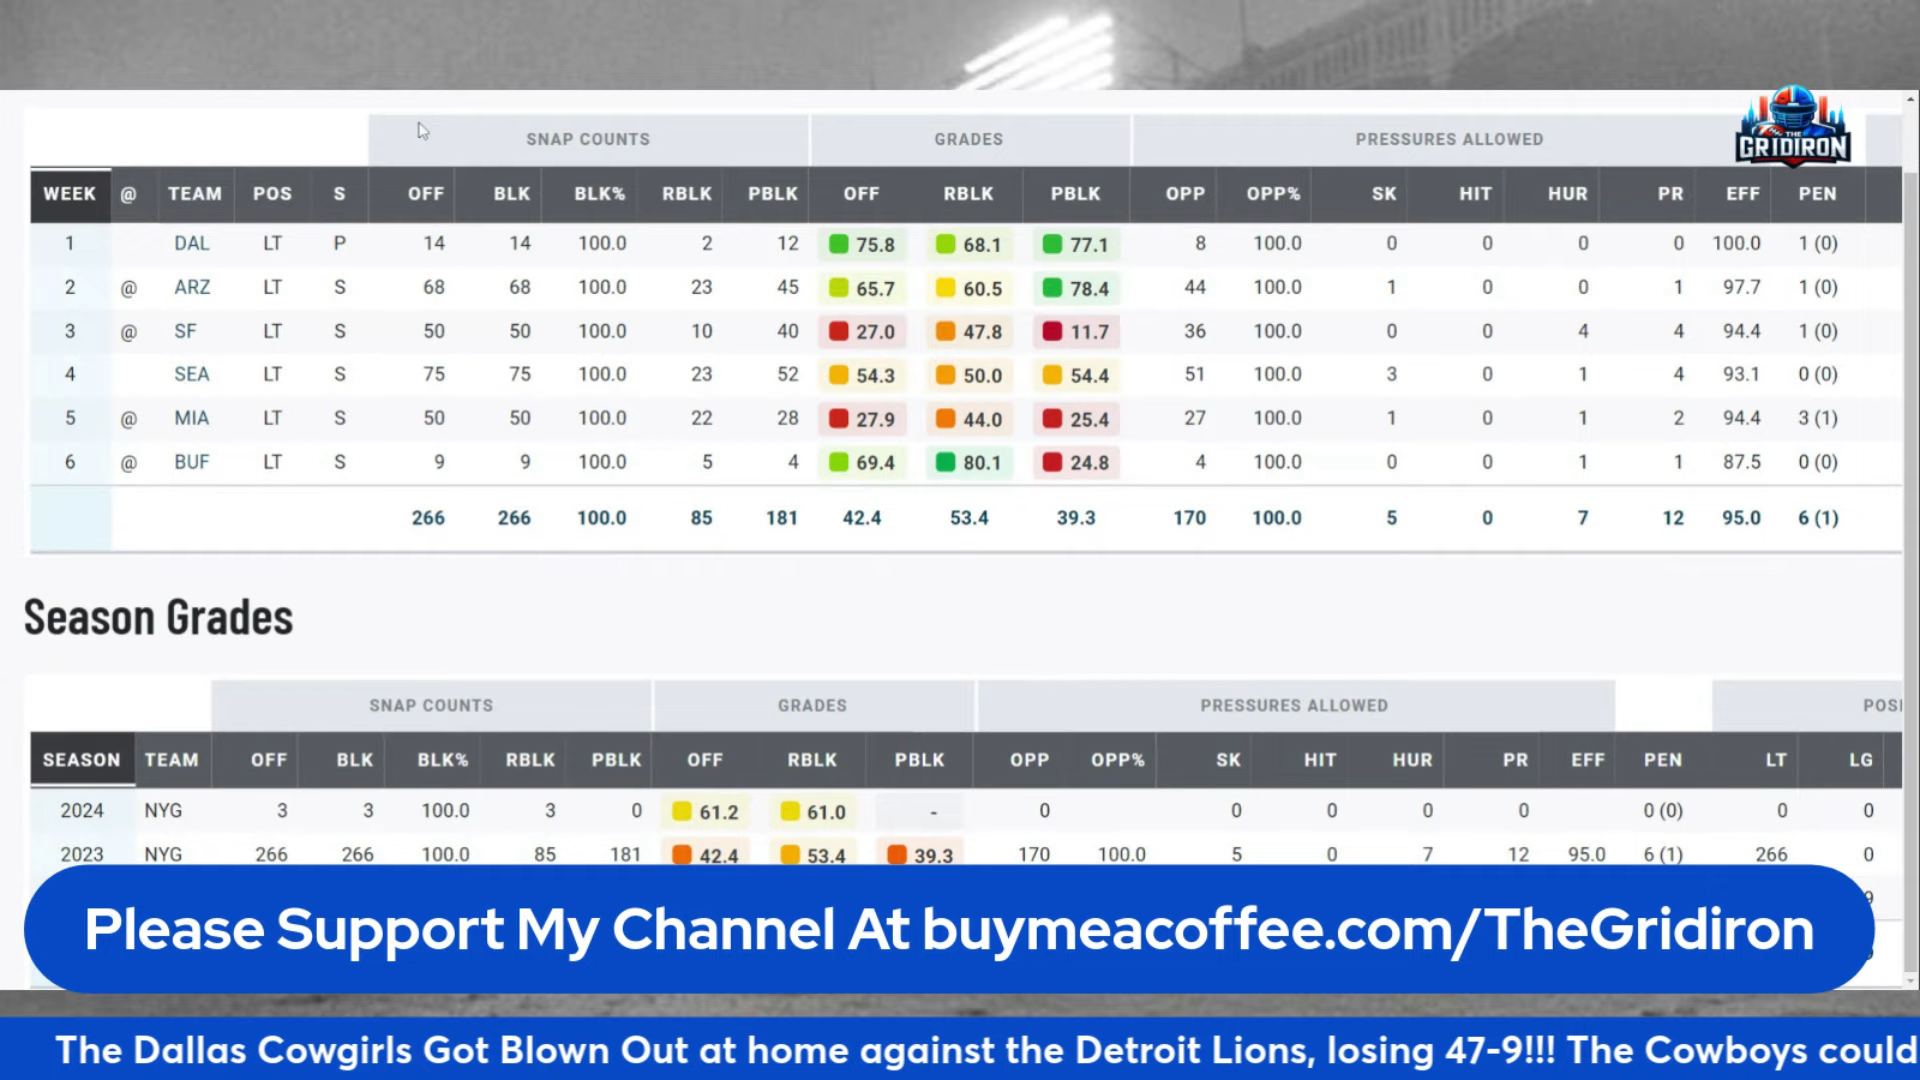 THE
GRIDIRON
SNAP COUNTS GRADES PRESSURES ALLOWED
WEEK @ TEAM POS S OFF BLK BLK% RBLK PBLK OFF RBLK PBLK OPP OPP% SK HIT HUR PR EFF PEN
1 DAL LT P 14 14 100.0 2 12 75.8 68.1 77.1 8 100.0 0 0 0 0 100.0 1 (0)
2 @ ARZ LT S 68 68 100.0 23 45 65.7 60.5 78.4 44 100.0 1 0 0 1 97.7 1 (0)
3 @ SF LT S 50 50 100.0 10 40 27.0 47.8 11.7 36 100.0 0 0 4 4 94.4 1 (0)
4 SEA LT S 75 75 100.0 23 52 54.3 50.0 54.4 51 100.0 3 0 1 4 93.1 0 (0)
5 @ MIA LT S 50 50 100.0 22 28 27.9 44.0 25.4 27 100.0 1 0 1 2 94.4 3 (1)
6 @ BUF LT S 9 9 100.0 5 4 69.4 80.1 24.8 4 100.0 0 0 1 1 87.5 0 (0)
266 266 100.0 85 181 42.4 53.4 39.3 170 100.0 5 0 7 12 95.0 6 (1)
Season Grades
SNAP COUNTS GRADES PRESSURES ALLOWED POSI
SEASON TEAM OFF BLK BLK% RBLK PBLK OFF RBLK PBLK OPP OPP% SK HIT HUR PR EFF PEN LT LG
2024 NYG 3 3 100.0 3 0 61.2 61.0 - 0 0 0 0 0 0 (0) 0 0
2023 NYG 266 266 100.0 85 181 42.4 53.4 39.3 170 100.0 5 0 7 12 95.0 6 (1) 266 0
Please Support My Channel At buymeacoffee.com/TheGridiron
The Dallas Cowgirls Got Blown Out at home against the Detroit Lions, losing 47-9!!! The Cowboys could